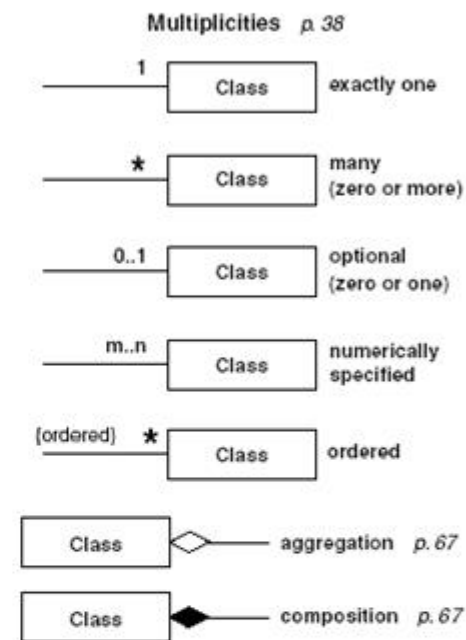 Multiplicities p. 38
1
Class
exactly one
*
Class
many
(zero or more)
0..1
Class
optional
(zero or one)
m..n
Class
numerically
specified
{ordered} *
Class
ordered
Class
aggregation p. 67
Class
composition p. 67